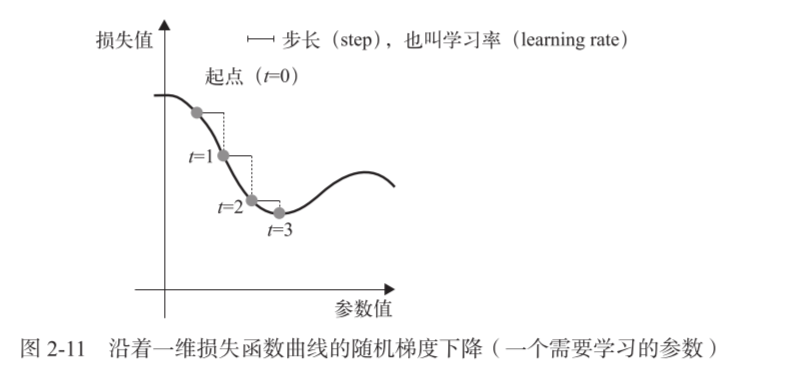 损失值
步长（step），也叫学习率（learning rate）
起点（t=0）
t=1
t=2
t=3
参数值
图 2-11 沿着一维损失函数曲线的随机梯度下降（一个需要学习的参数）